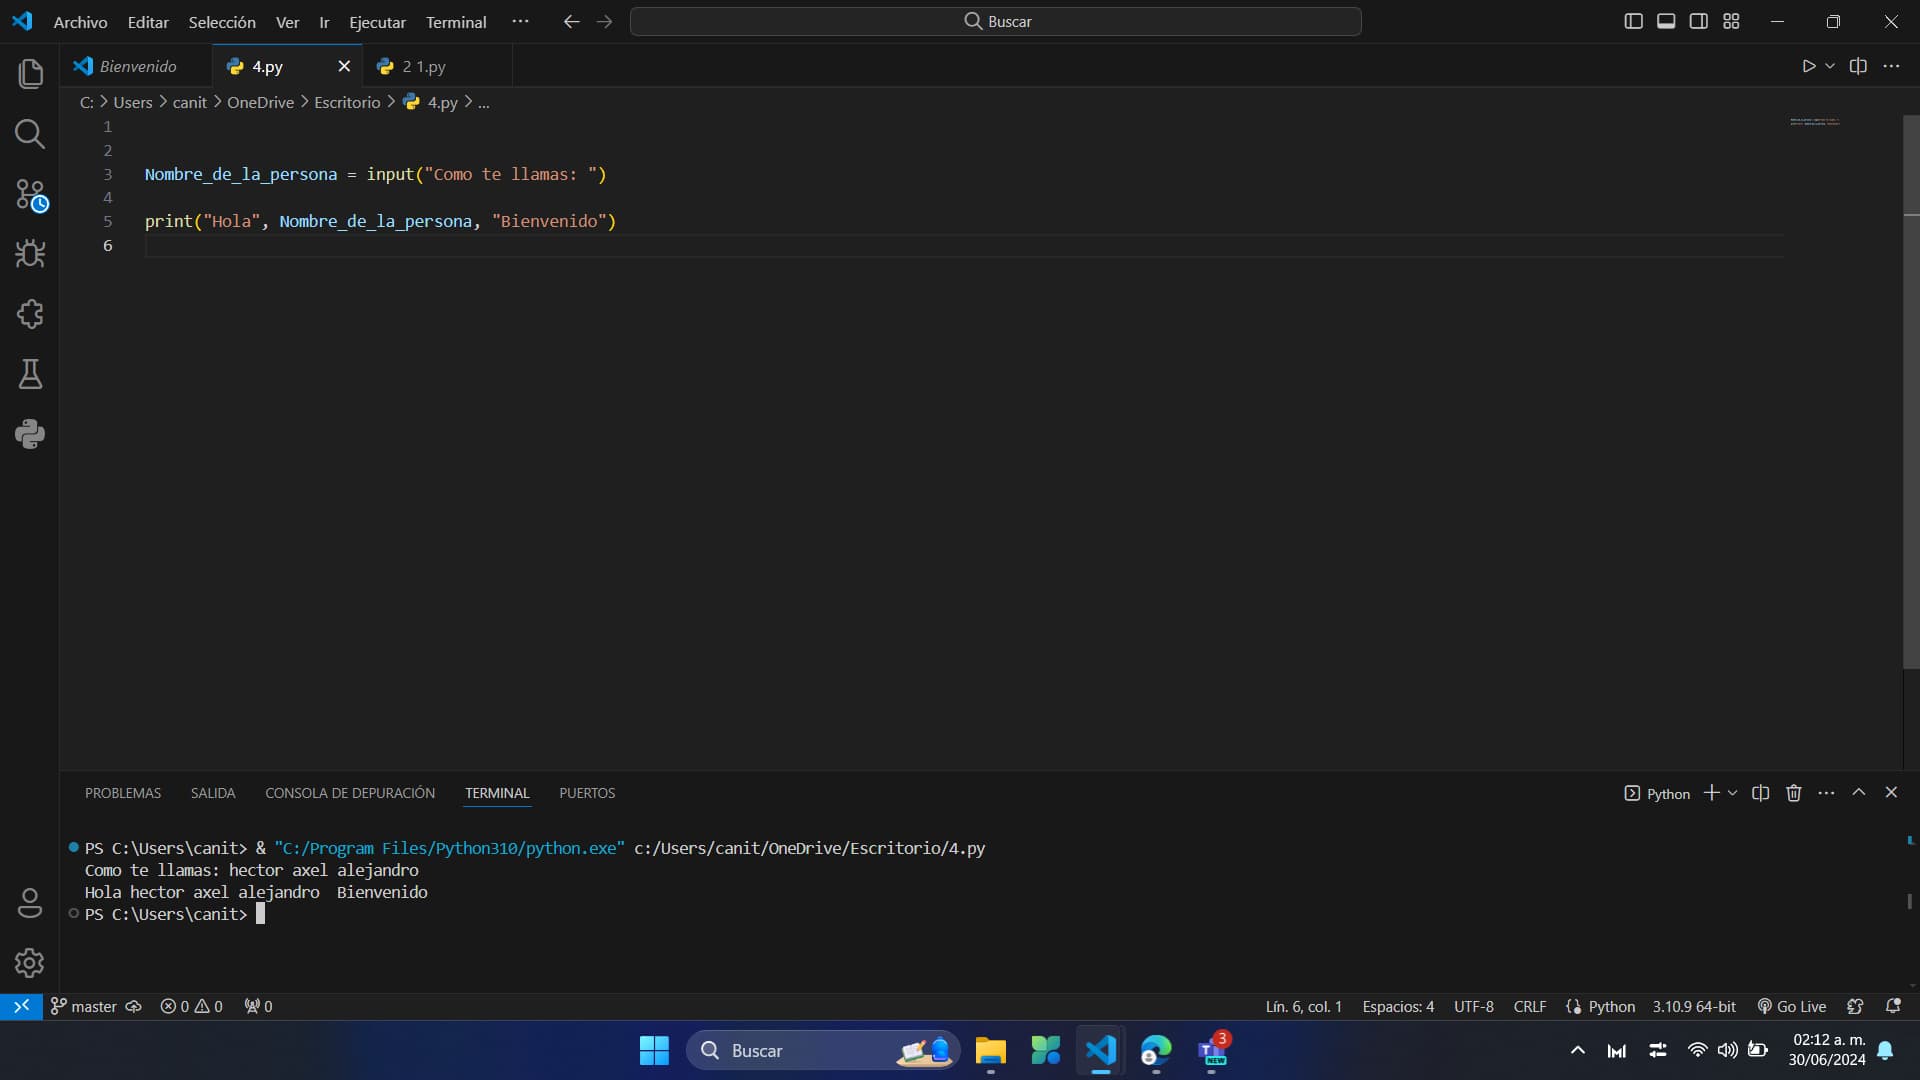 Archivo Editar Selección Ver Ir Ejecutar Terminal ··· Buscar
Bienvenido 4.py 2 1.py
C: > Users > canit > OneDrive > Escritorio > 4.py > ...
1
2
3 Nombre_de_la_persona = input("Como te llamas: ")
4
5 print("Hola", Nombre_de_la_persona, "Bienvenido")
6
PROBLEMAS SALIDA CONSOLA DE DEPURACIÓN TERMINAL PUERTOS Python
PS C:\Users\canit> & "C:/Program Files/Python310/python.exe" c:/Users/canit/OneDrive/Escritorio/4.py
Como te llamas: hector axel alejandro
Hola hector axel alejandro  Bienvenido
PS C:\Users\canit>
master 0 0 0 Lín. 6, col. 1 Espacios: 4 UTF-8 CRLF Python 3.10.9 64-bit Go Live
Buscar 3 T NEW 02:12 a. m.
30/06/2024